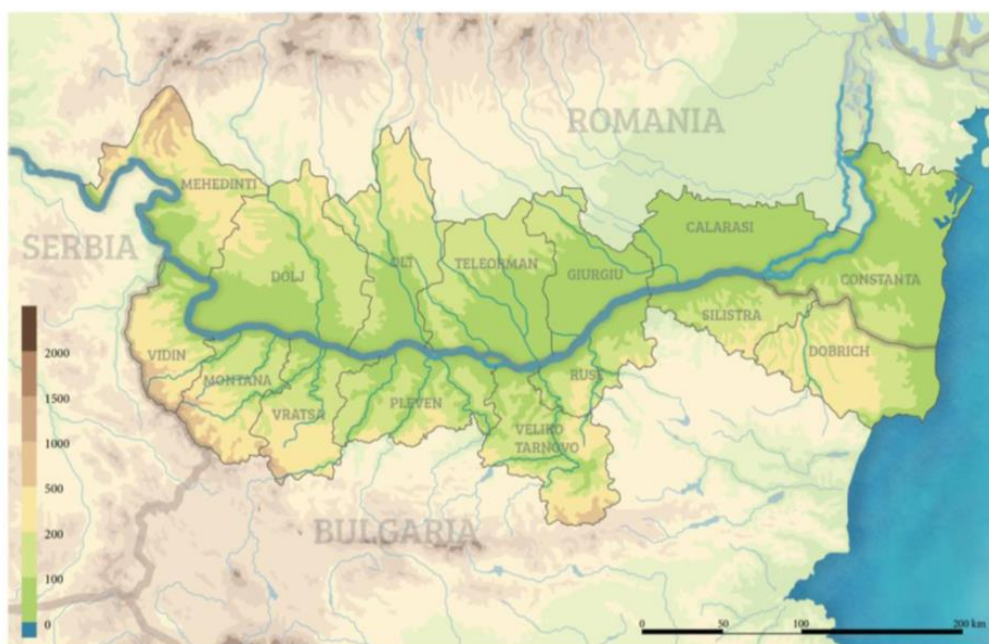 ROMANIA
MEHEDINTI
SERBIA
CALARASI
DOLJ
OLT
TELEORMAN
GIURGIU
CONSTANTA
SILISTRA
VIDIN
DOBRICH
MONTANA
RUSE
PLEVEN
VRATSA
VELIKO
TARNOVO
BULGARIA
2000
1500
1000
500
200
100
0
0
50
100
200 km